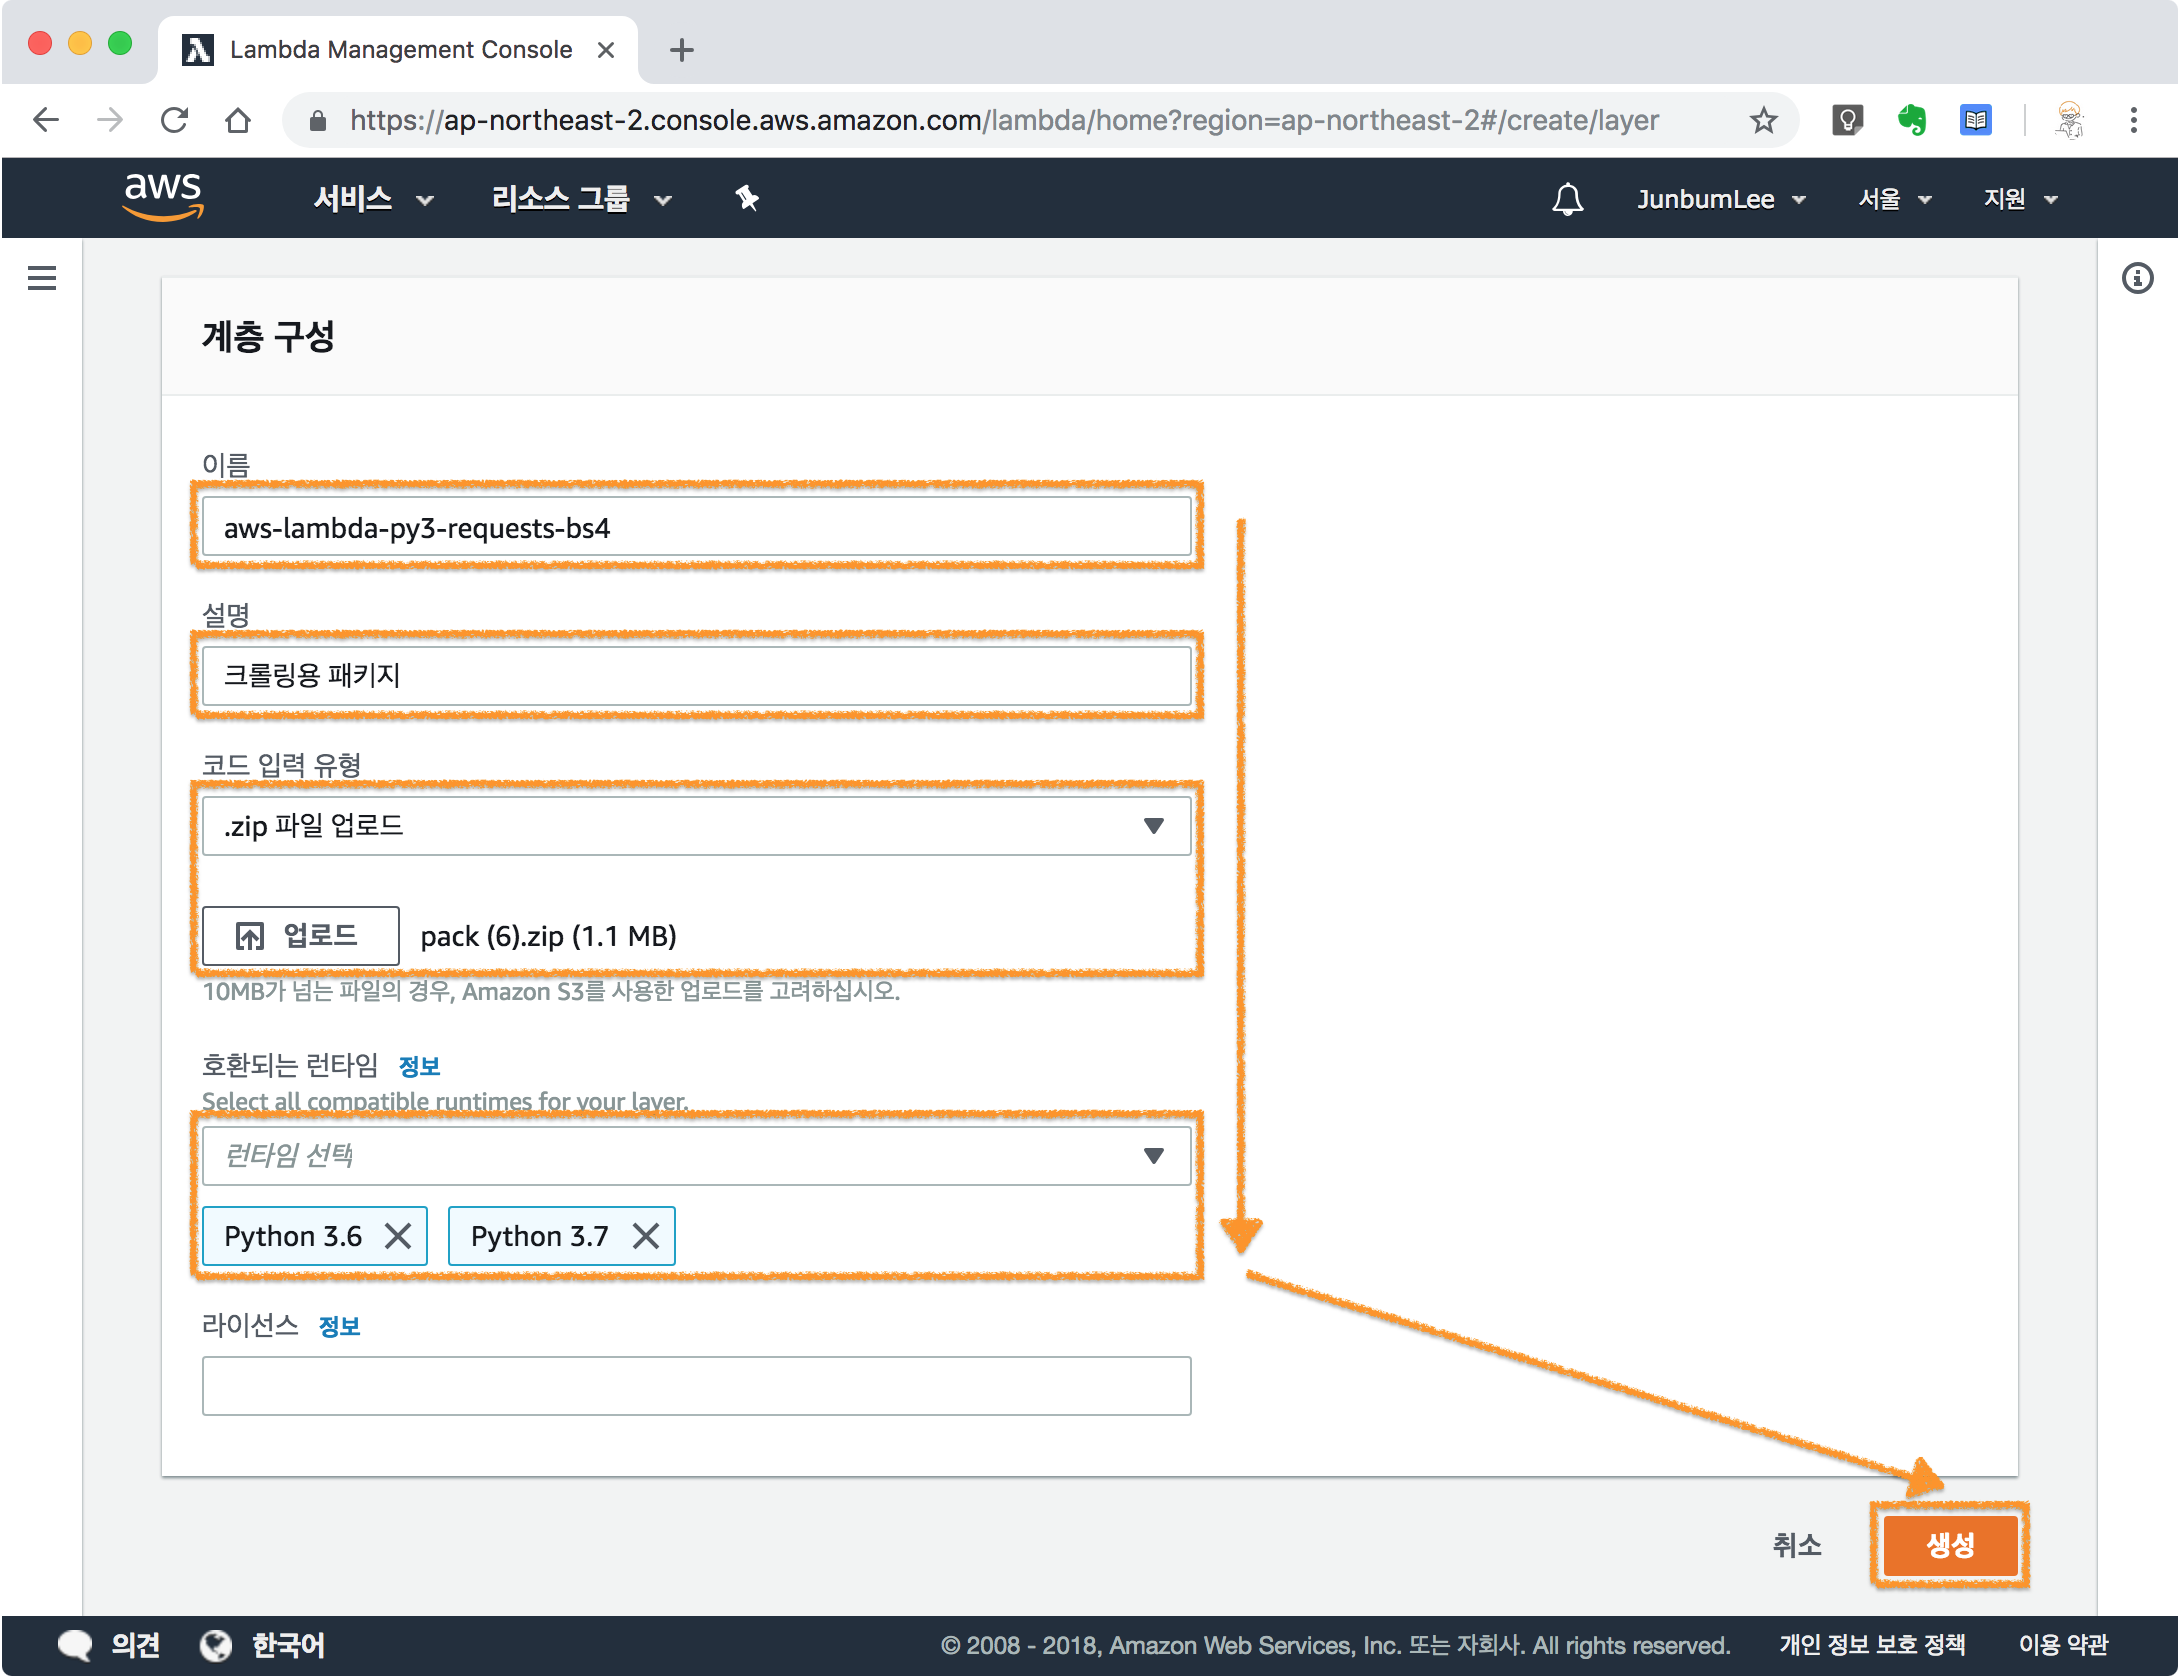 Lambda Management Console
https://ap-northeast-2.console.aws.amazon.com/lambda/home?region=ap-northeast-2#/create/layer
aws 서비스 리소스 그룹 JunbumLee 서울 지원
계층 구성
이름
aws-lambda-py3-requests-bs4
설명
크롤링용 패키지
코드 입력 유형
.zip 파일 업로드
업로드 pack (6).zip (1.1 MB)
10MB가 넘는 파일의 경우, Amazon S3를 사용한 업로드를 고려하십시오.
호환되는 런타임 정보
Select all compatible runtimes for your layer.
런타임 선택
Python 3.6 Python 3.7
라이선스 정보
취소 생성
의견 한국어 © 2008 - 2018, Amazon Web Services, Inc. 또는 자회사. All rights reserved. 개인 정보 보호 정책 이용 약관